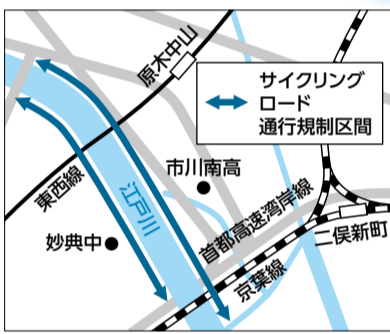 原木中山
サイクリング
ロード
通行規制区間
東西線
江戸川
市川南高
妙典中
首都高速湾岸線
京葉線
二俣新町